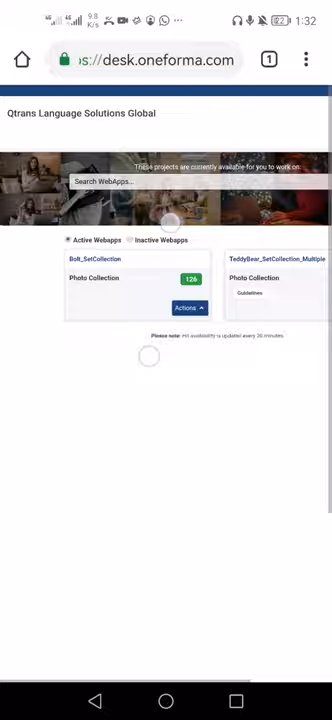 9.8
K/s
1:32
s://desk.oneforma.com
1
Qtrans Language Solutions Global
These projects are currently available for you to work on:
Search WebApps...
Active Webapps Inactive Webapps
Bolt_SetCollection
Photo Collection
126
Actions
TeddyBear_SetCollection_Multiple
Photo Collection
Guidelines
Please note: Hit availability is updated every 30 minutes.